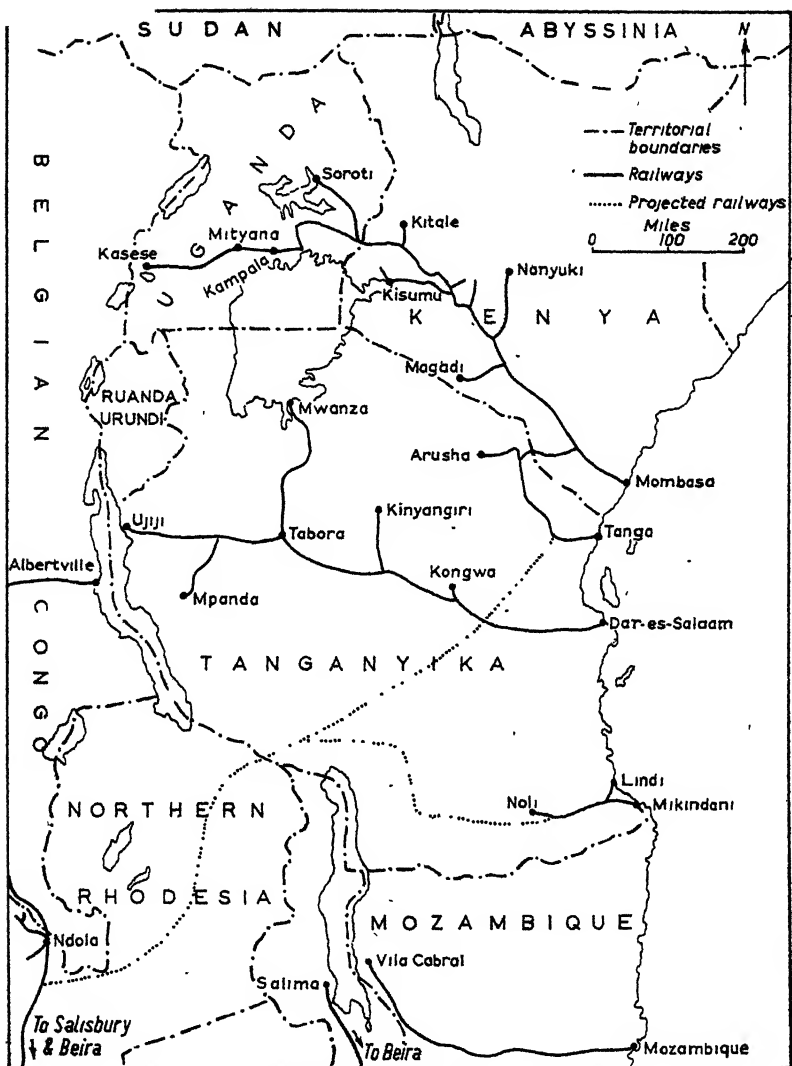 SUDAN
ABYSSINIA
N
Territorial
boundaries
Railways
Projected railways
Miles
0 100 200
UGANDA
BELGIAN
CONGO
Soroti
Kitale
Mityana
Kasese
Kampala
Nanyuki
Kisumu
KENYA
RUANDA
URUNDI
Magadi
Mwanza
Arusha
Mombasa
Kinyangiri
Ujiji
Tabora
Tanga
Albertville
Kongwa
Mpanda
Dar-es-Salaam
TANGANYIKA
Lindi
Noli
Mikindani
NORTHERN
RHODESIA
MOZAMBIQUE
Ndola
Vila Cabral
Salima
To Salisbury
& Beira
To Beira
Mozambique